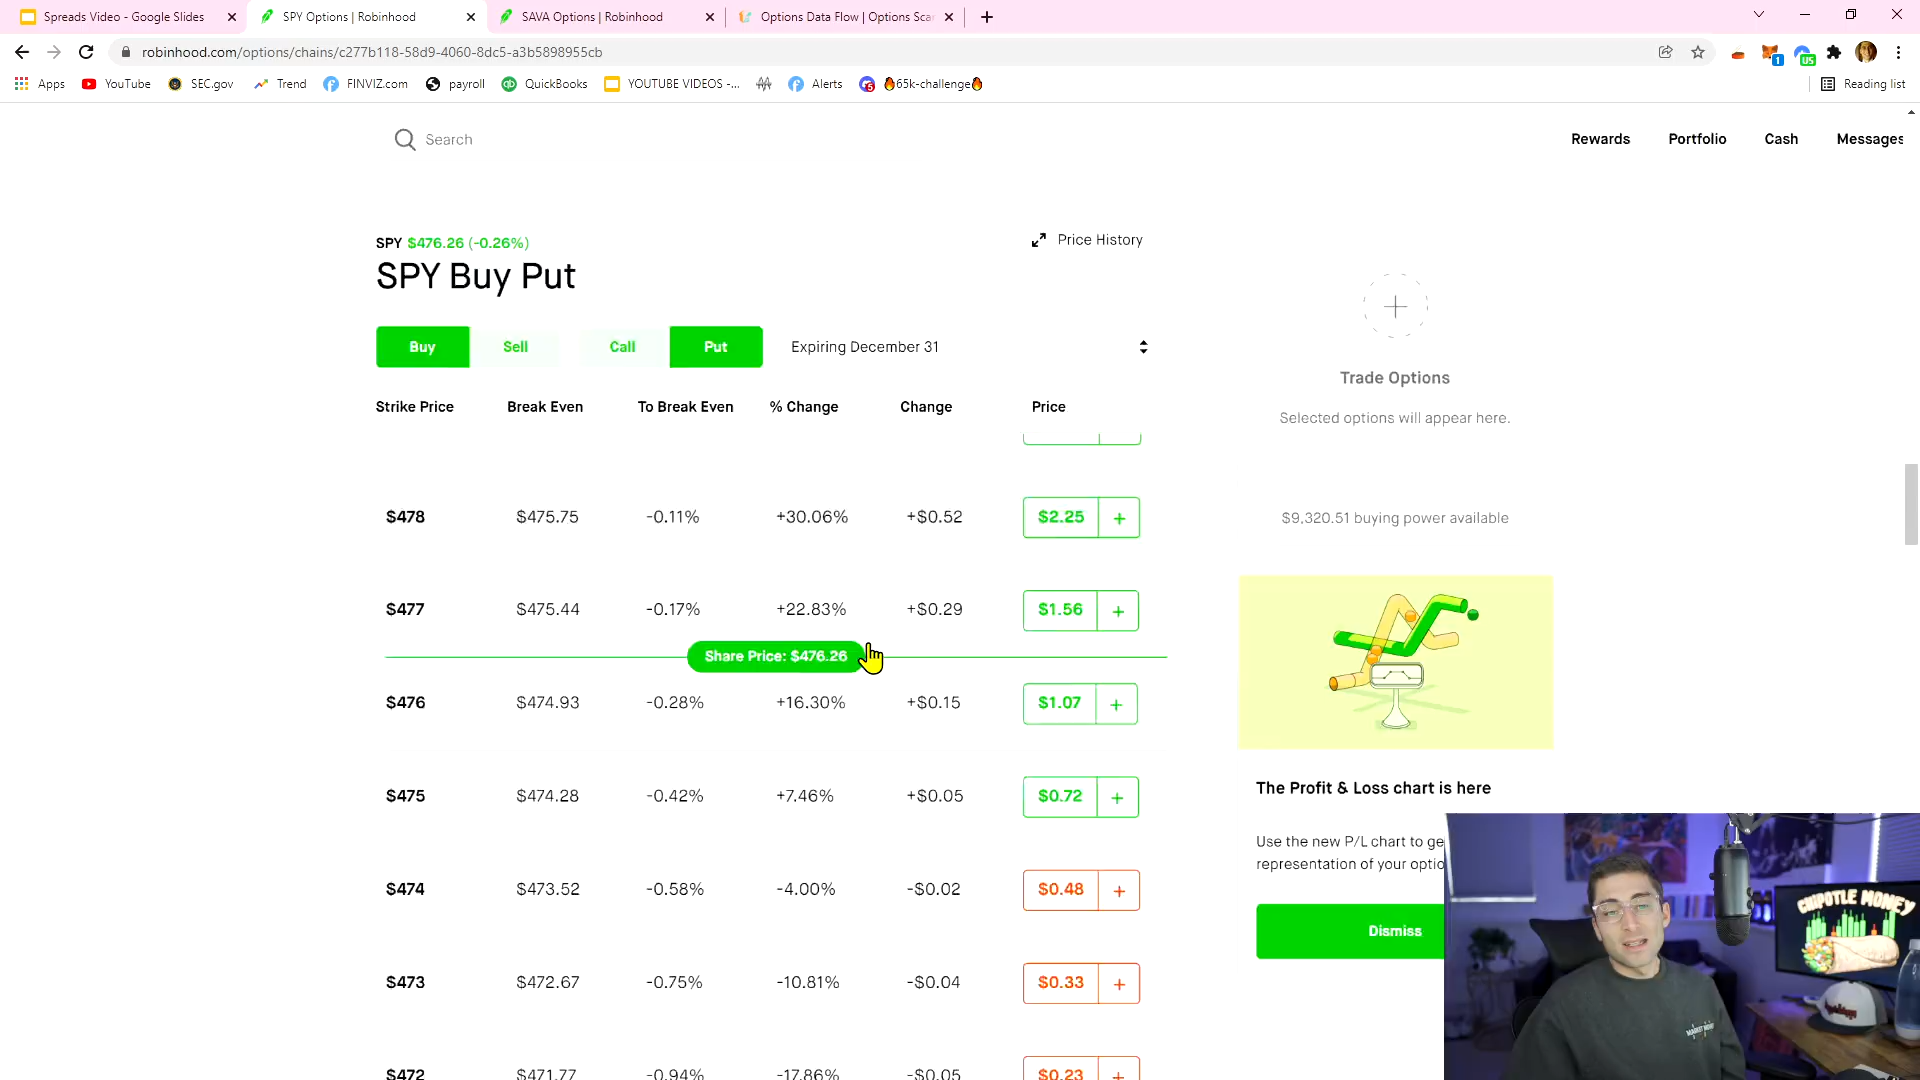 Spreads Video - Google Slides
SPY Options | Robinhood
SAVA Options | Robinhood
Options Data Flow | Options Scan
robinhood.com/options/chains/c277b118-58d9-4060-8dc5-a3b5898955cb
1
US
Apps
YouTube
SEC.gov
Trend
FINVIZ.com
payroll
QuickBooks
YOUTUBE VIDEOS -...
Alerts
5
🔥65k-challenge🔥
Reading list
Search
Rewards
Portfolio
Cash
Messages
SPY $476.26 (-0.26%)
Price History
SPY Buy Put
Buy
Sell
Call
Put
Expiring December 31
Strike Price Break Even To Break Even % Change Change Price
$478 $475.75 -0.11% +30.06% +$0.52 $2.25 +
$477 $475.44 -0.17% +22.83% +$0.29 $1.56 +
Share Price: $476.26
$476 $474.93 -0.28% +16.30% +$0.15 $1.07 +
$475 $474.28 -0.42% +7.46% +$0.05 $0.72 +
$474 $473.52 -0.58% -4.00% -$0.02 $0.48 +
$473 $472.67 -0.75% -10.81% -$0.04 $0.33 +
$472 $471.77 -0.94% -17.86% -$0.05 $0.23 +
Trade Options
Selected options will appear here.
$9,320.51 buying power available
The Profit & Loss chart is here
Use the new P/L chart to ge
representation of your optio
Dismiss
CHIPOTLE MONEY